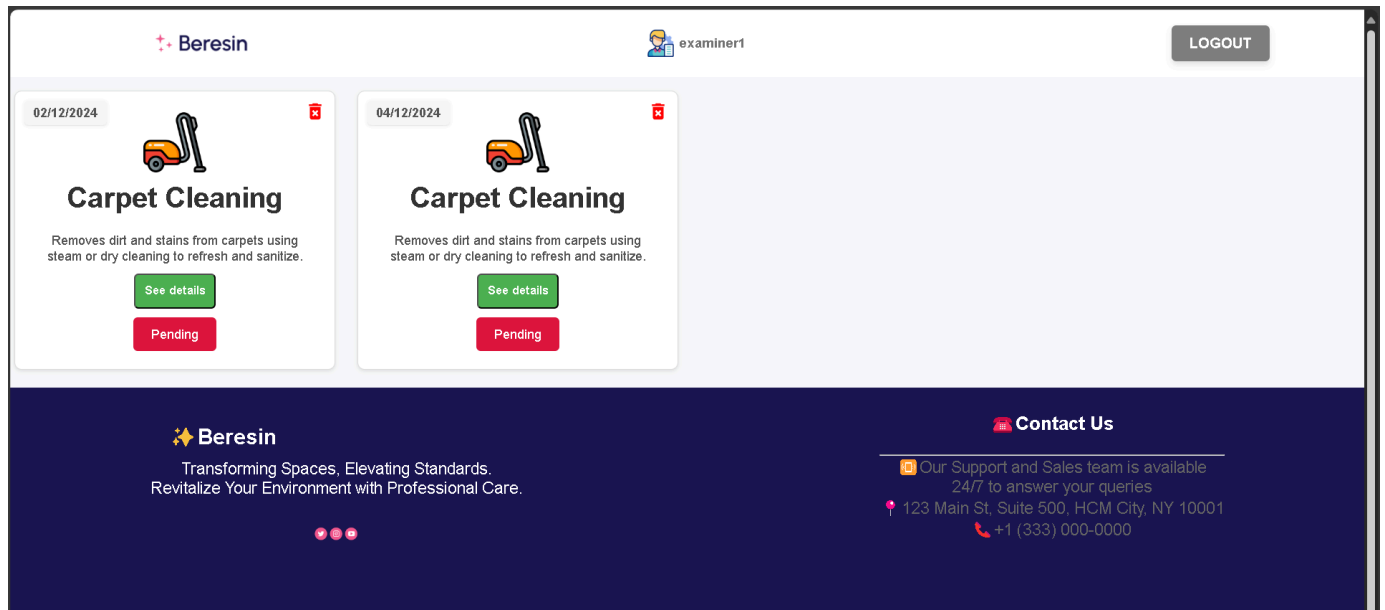 Beresin
examiner1
LOGOUT
02/12/2024
Carpet Cleaning
Removes dirt and stains from carpets using
steam or dry cleaning to refresh and sanitize.
See details
Pending
04/12/2024
Carpet Cleaning
Removes dirt and stains from carpets using
steam or dry cleaning to refresh and sanitize.
See details
Pending
Beresin
Transforming Spaces, Elevating Standards.
Revitalize Your Environment with Professional Care.
Contact Us
Our Support and Sales team is available
24/7 to answer your queries
123 Main St, Suite 500, HCM City, NY 10001
+1 (333) 000-0000